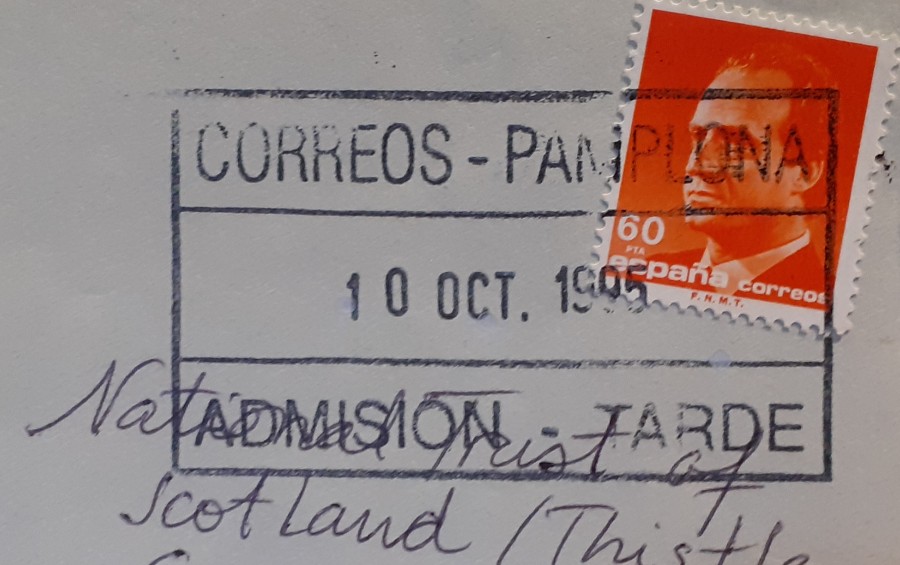 CORREOS - PAMPLONA
60
PTA
españa correos
F.N.M.T.
10 OCT. 1995
ADMISION - TARDE
National Trust of
Scotland (Thistle